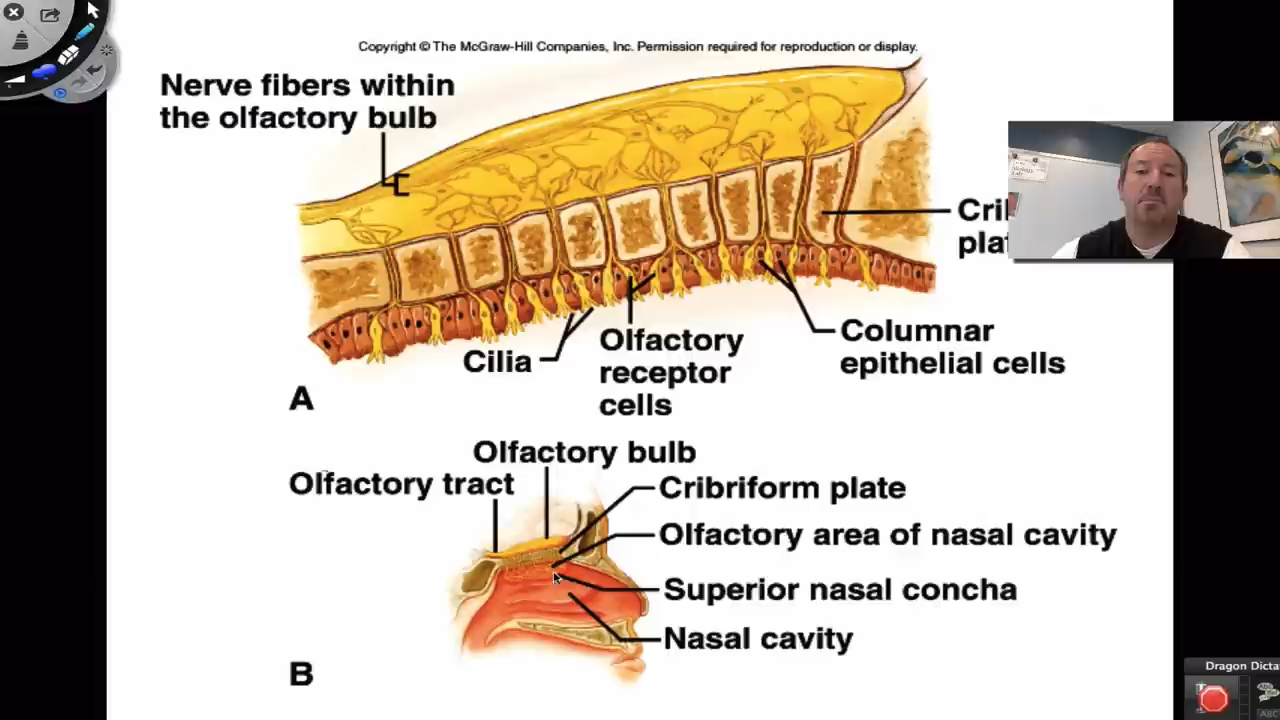 Copyright © The McGraw-Hill Companies, Inc. Permission required for reproduction or display.
Nerve fibers within
the olfactory bulb
Cri
pla
Cilia
Olfactory
receptor
cells
Columnar
epithelial cells
A
Olfactory bulb
Olfactory tract
Cribriform plate
Olfactory area of nasal cavity
Superior nasal concha
Nasal cavity
B
Dragon Dicta
ABC